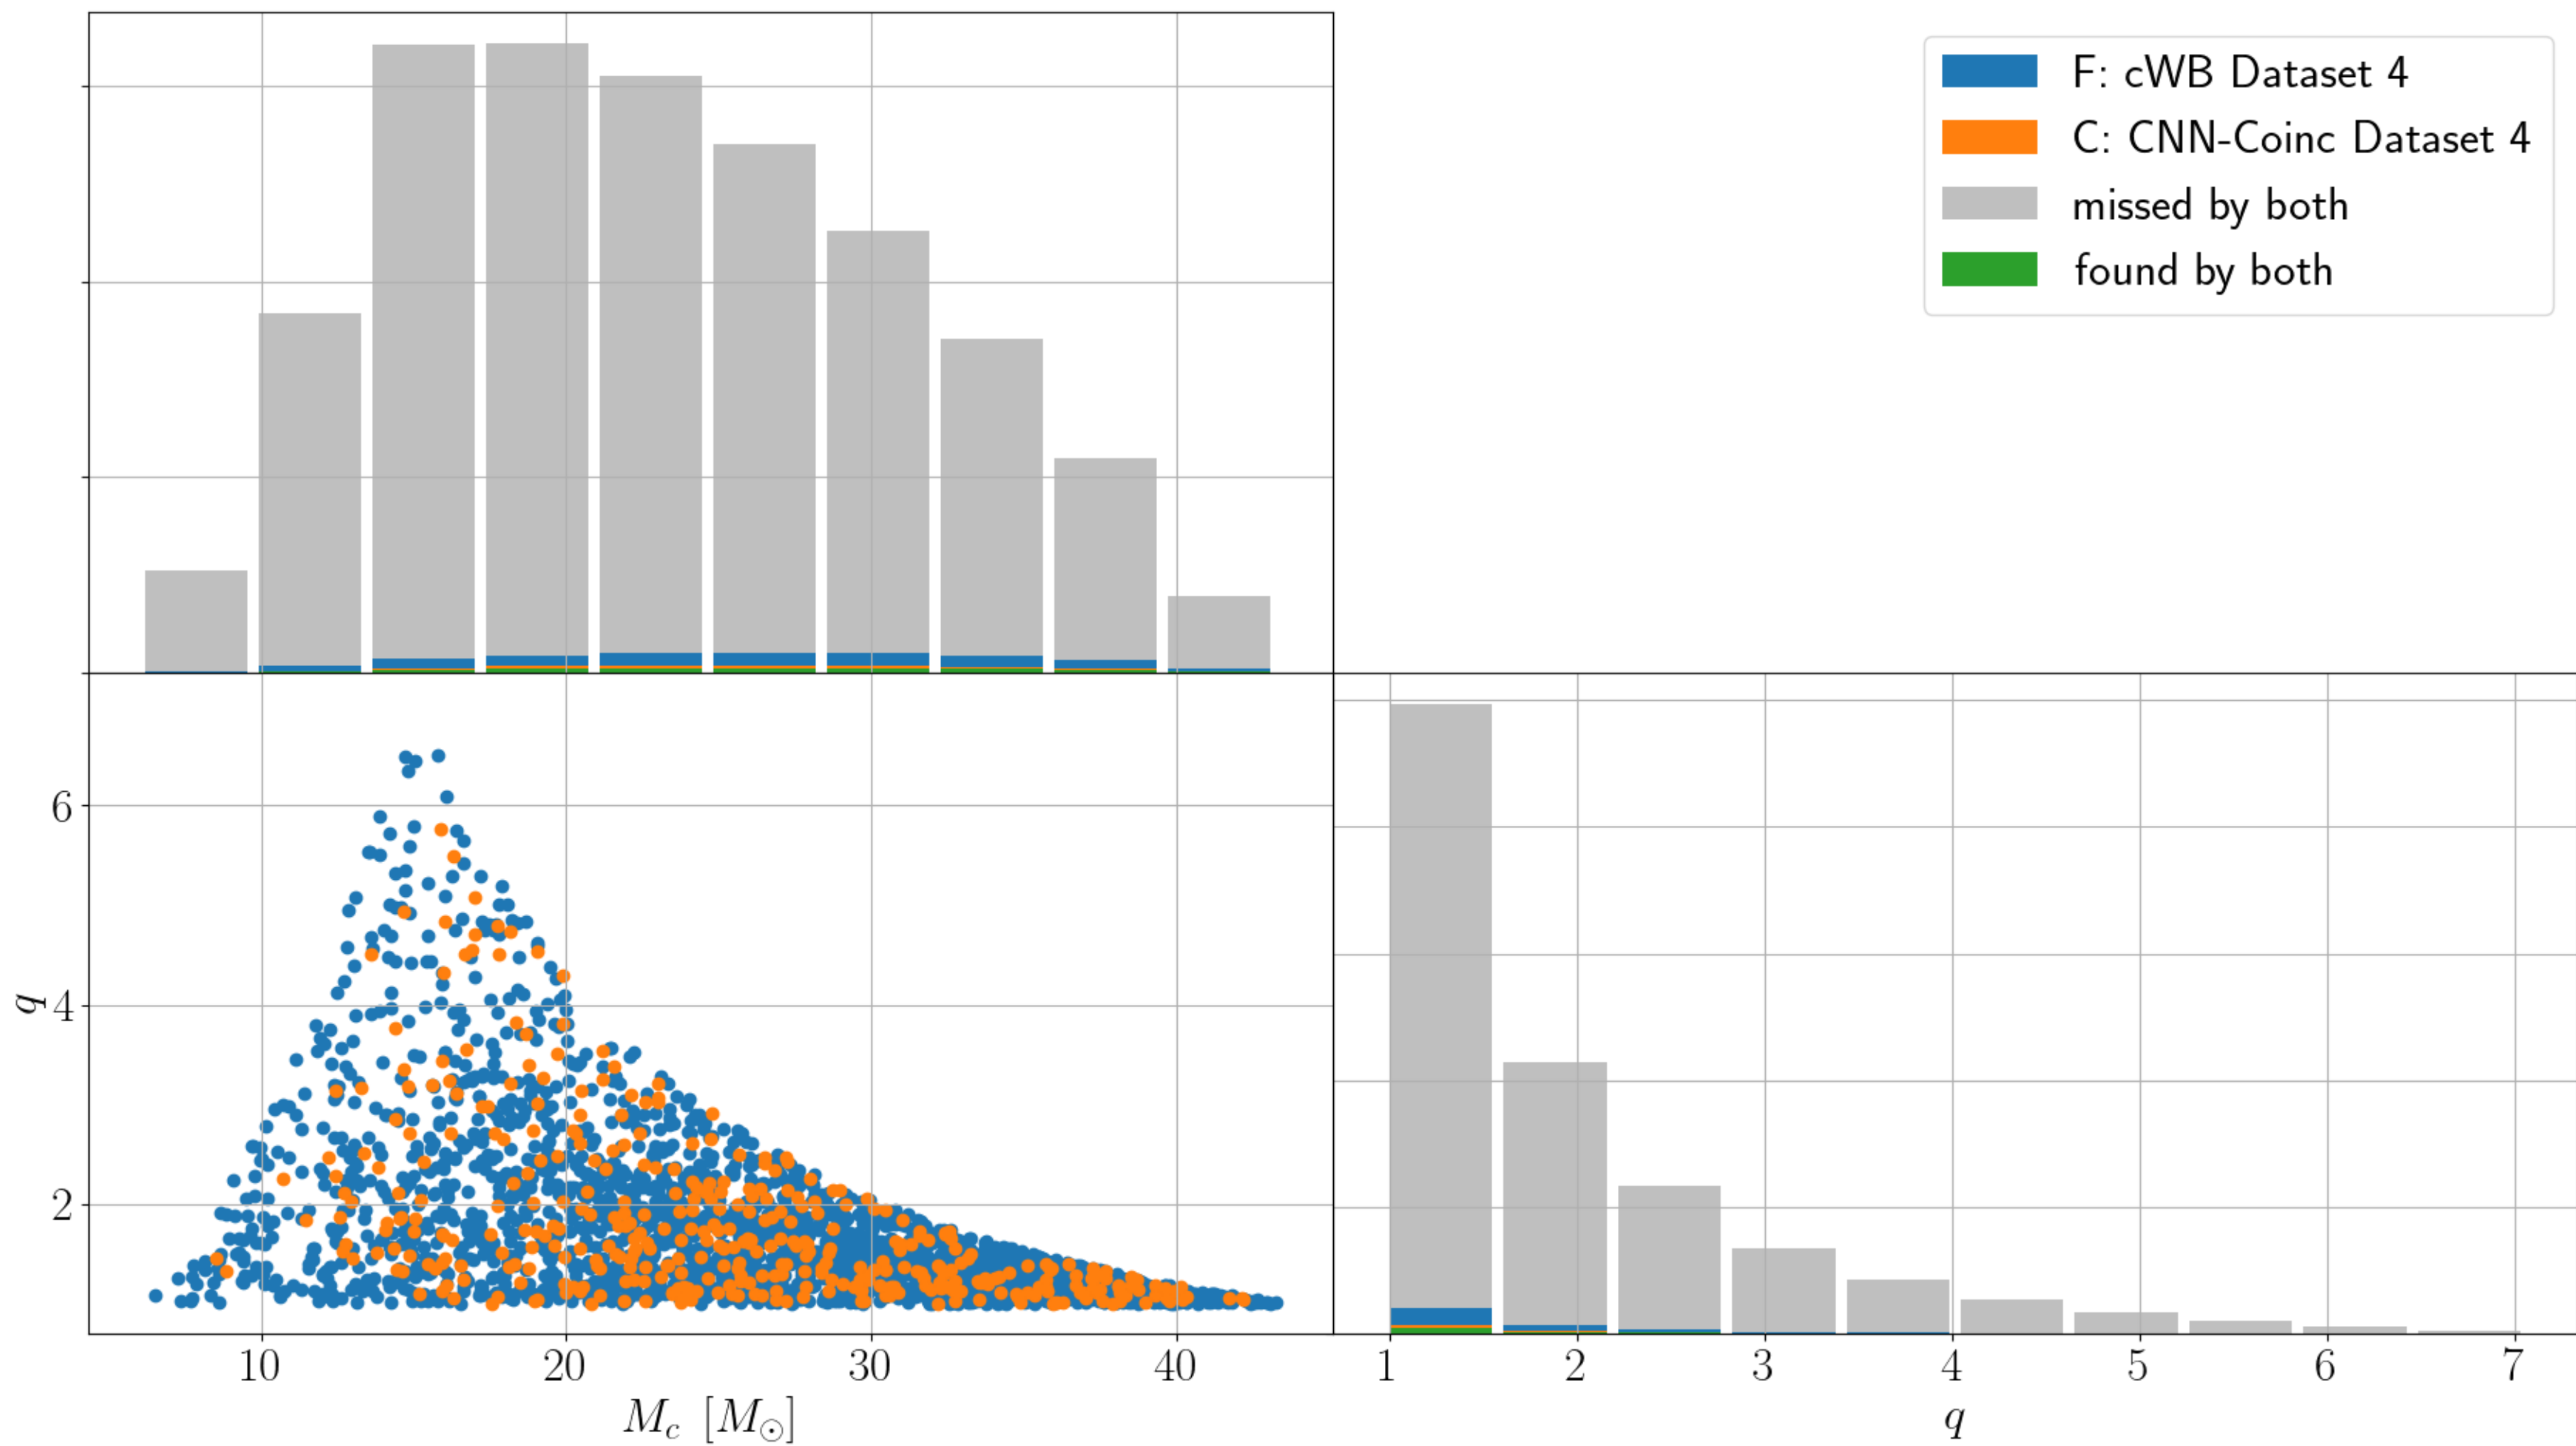 F: cWB Dataset 4
C: CNN-Coinc Dataset 4
missed by both
found by both
6
4
2
q
10 20 30 40
M_c [M_⊙]
1 2 3 4 5 6 7
q